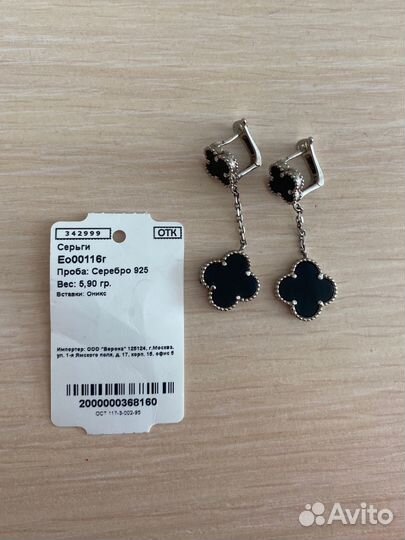 342999
ОТК
Серьги
Ео00116г
Проба: Серебро 925
Вес: 5,90 гр.
Вставки: Оникс
Импортер: ООО "Верона" 125124, г.Москва,
ул. 1-я Ямского поля, д. 17, корп. 15, офис 5
2000000368160
ОСТ 117-3-002-95
Avito